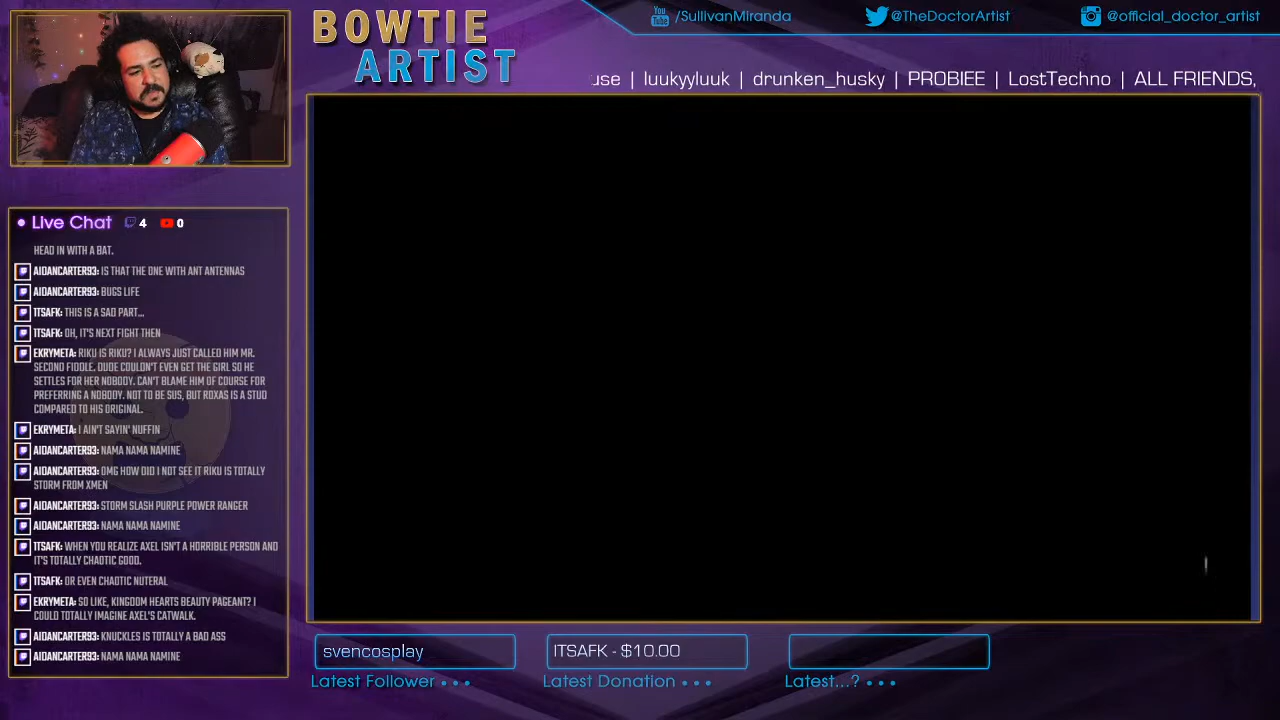 BOWTIE
ARTIST
/SullivanMIranda
@TheDoctorArtist
@official_doctor_artist
use | luukyyluuk | drunken_husky | PROBIEE | LostTechno | ALL FRIENDS,
Live Chat 4 0
HEAD IN WITH A BAT.
AIDANCARTER93: IS THAT THE ONE WITH ANT ANTENNAS
AIDANCARTER93: BUGS LIFE
ITSAFK: THIS IS A SAD PART...
ITSAFK: OH, IT'S NEXT FIGHT THEN
EKRYMETA: RIKU IS RIKU? I ALWAYS JUST CALLED HIM MR.
SECOND FIDDLE. DUDE COULDN'T EVEN GET THE GIRL SO HE
SETTLES FOR HER NOBODY. CAN'T BLAME HIM OF COURSE FOR
PREFERRING A NOBODY. NOT TO BE SUS, BUT ROXAS IS A STUD
COMPARED TO HIS ORIGINAL.
EKRYMETA: I AIN'T SAYIN' NUFFIN
AIDANCARTER93: NAMA NAMA NAMINE
AIDANCARTER93: OMG HOW DID I NOT SEE IT RIKU IS TOTALLY
STORM FROM XMEN
AIDANCARTER93: STORM SLASH PURPLE POWER RANGER
AIDANCARTER93: NAMA NAMA NAMINE
ITSAFK: WHEN YOU REALIZE AXEL ISN'T A HORRIBLE PERSON AND
IT'S TOTALLY CHAOTIC GOOD.
ITSAFK: OR EVEN CHAOTIC NUTERAL
EKRYMETA: SO LIKE, KINGDOM HEARTS BEAUTY PAGEANT? I
COULD TOTALLY IMAGINE AXEL'S CATWALK.
AIDANCARTER93: KNUCKLES IS TOTALLY A BAD ASS
AIDANCARTER93: NAMA NAMA NAMINE
svencosplay
Latest Follower
ITSAFK - $10.00
Latest Donation
Latest...?